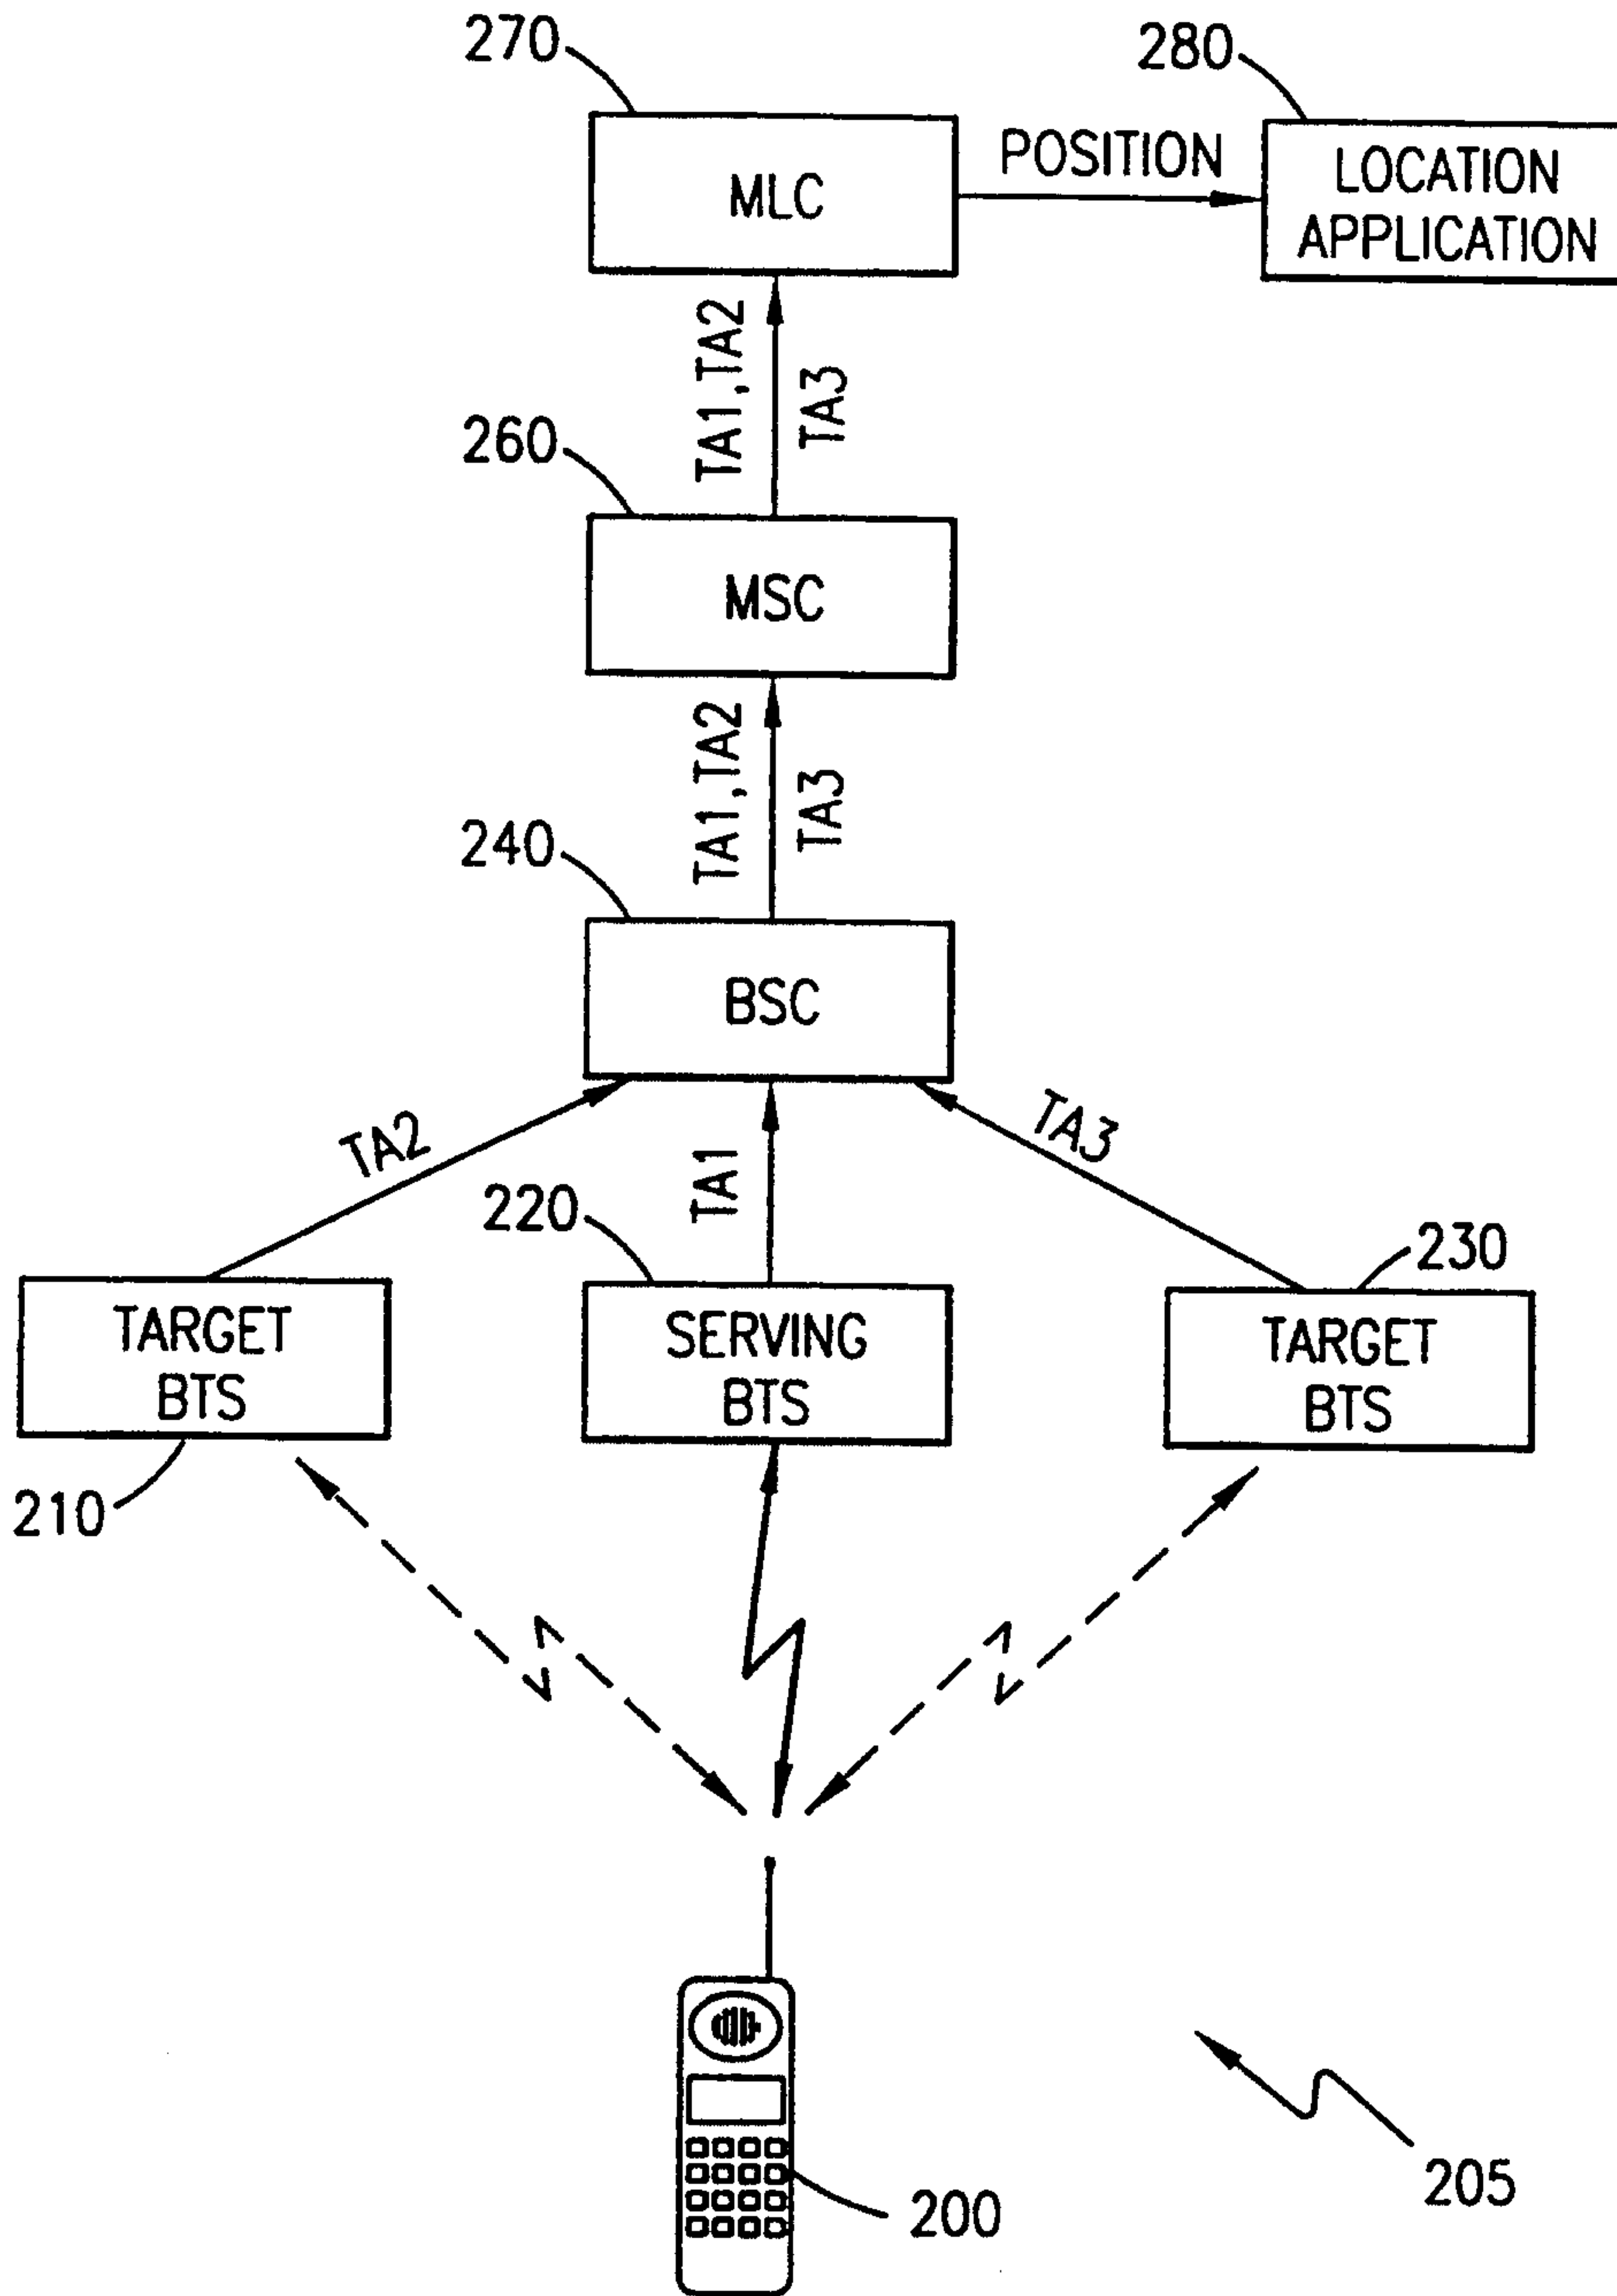 270
280
MLC
POSITION
LOCATION
APPLICATION
TA1,TA2
TA3
260
MSC
TA1,TA2
TA3
240
BSC
TA2
TA1
TA3
220
230
TARGET
BTS
SERVING
BTS
TARGET
BTS
210
205
200